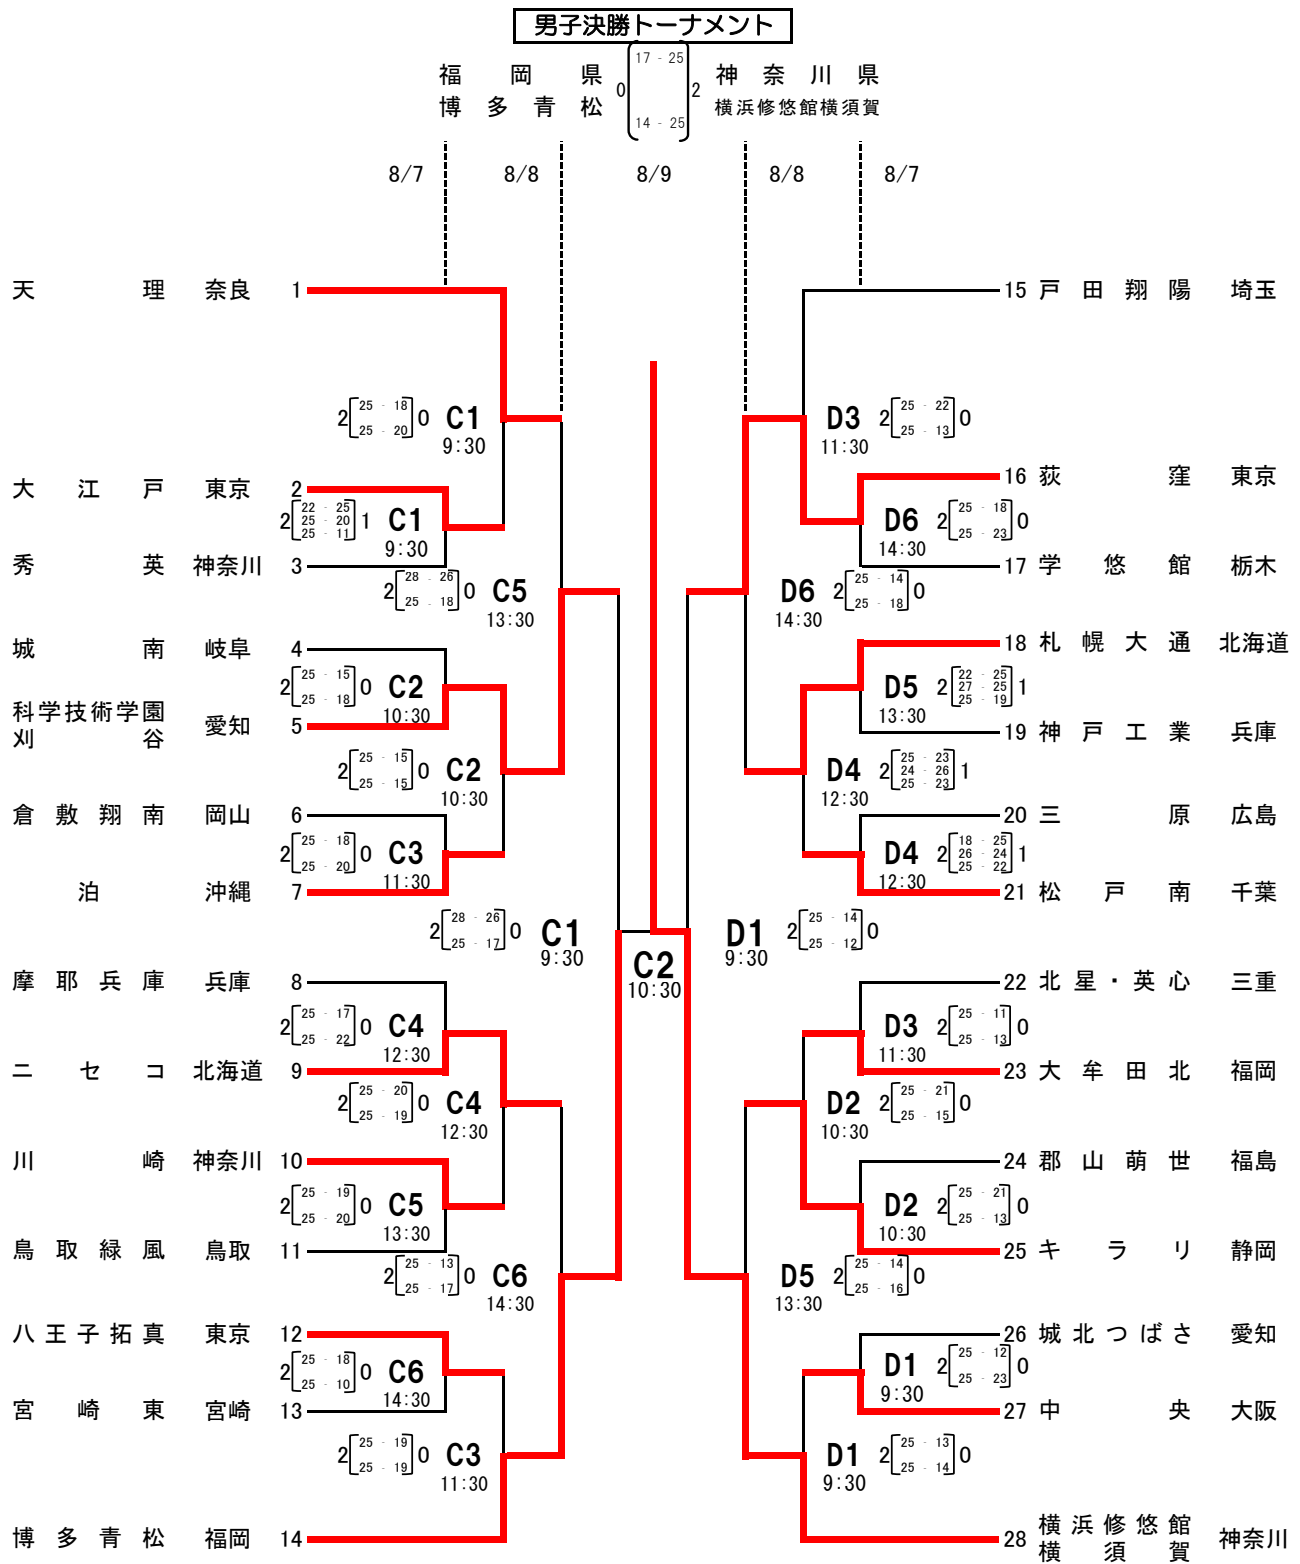 男子決勝トーナメント
福岡県 0 17 - 25 2 神奈川県
博多青松 14 - 25 横浜修悠館横須賀
8/7 8/8 8/9 8/8 8/7
天理 奈良 1
2 25 - 18 0 C1
25 - 20 9:30
大江戸 東京 2
22 - 25
2 25 - 20 1 C1
25 - 11 9:30
秀英 神奈川 3
2 28 - 26 0 C5
25 - 18 13:30
城南 岐阜 4
2 25 - 15 0 C2
25 - 18 10:30
科学技術学園
刈谷 愛知 5
2 25 - 15 0 C2
25 - 15 10:30
倉敷翔南 岡山 6
2 25 - 18 0 C3
25 - 20 11:30
泊 沖縄 7
2 28 - 26 0 C1
25 - 17 9:30
摩耶兵庫 兵庫 8
2 25 - 17 0 C4
25 - 22 12:30
ニセコ 北海道 9
2 25 - 20 0 C4
25 - 19 12:30
川崎 神奈川 10
2 25 - 19 0 C5
25 - 20 13:30
鳥取緑風 鳥取 11
2 25 - 13 0 C6
25 - 17 14:30
八王子拓真 東京 12
2 25 - 18 0 C6
25 - 10 14:30
宮崎東 宮崎 13
2 25 - 19 0 C3
25 - 19 11:30
博多青松 福岡 14
C2
10:30
15 戸田翔陽 埼玉
D3 2 25 - 22 0
11:30 25 - 13
16 荻窪 東京
D6 2 25 - 18 0
14:30 25 - 23
17 学悠館 栃木
D6 2 25 - 14 0
14:30 25 - 18
18 札幌大通 北海道
22 - 25
D5 2 27 - 25 1
13:30 25 - 19
19 神戸工業 兵庫
25 - 23
D4 2 24 - 26 1
12:30 25 - 23
20 三原 広島
18 - 25
D4 2 26 - 24 1
12:30 25 - 22
21 松戸南 千葉
D1 2 25 - 14 0
9:30 25 - 12
22 北星・英心 三重
D3 2 25 - 11 0
11:30 25 - 13
23 大牟田北 福岡
D2 2 25 - 21 0
10:30 25 - 15
24 郡山萌世 福島
D2 2 25 - 21 0
10:30 25 - 13
25 キラリ 静岡
D5 2 25 - 14 0
13:30 25 - 16
26 城北つばさ 愛知
D1 2 25 - 12 0
9:30 25 - 23
27 中央 大阪
D1 2 25 - 13 0
9:30 25 - 14
28 横浜修悠館
横須賀 神奈川